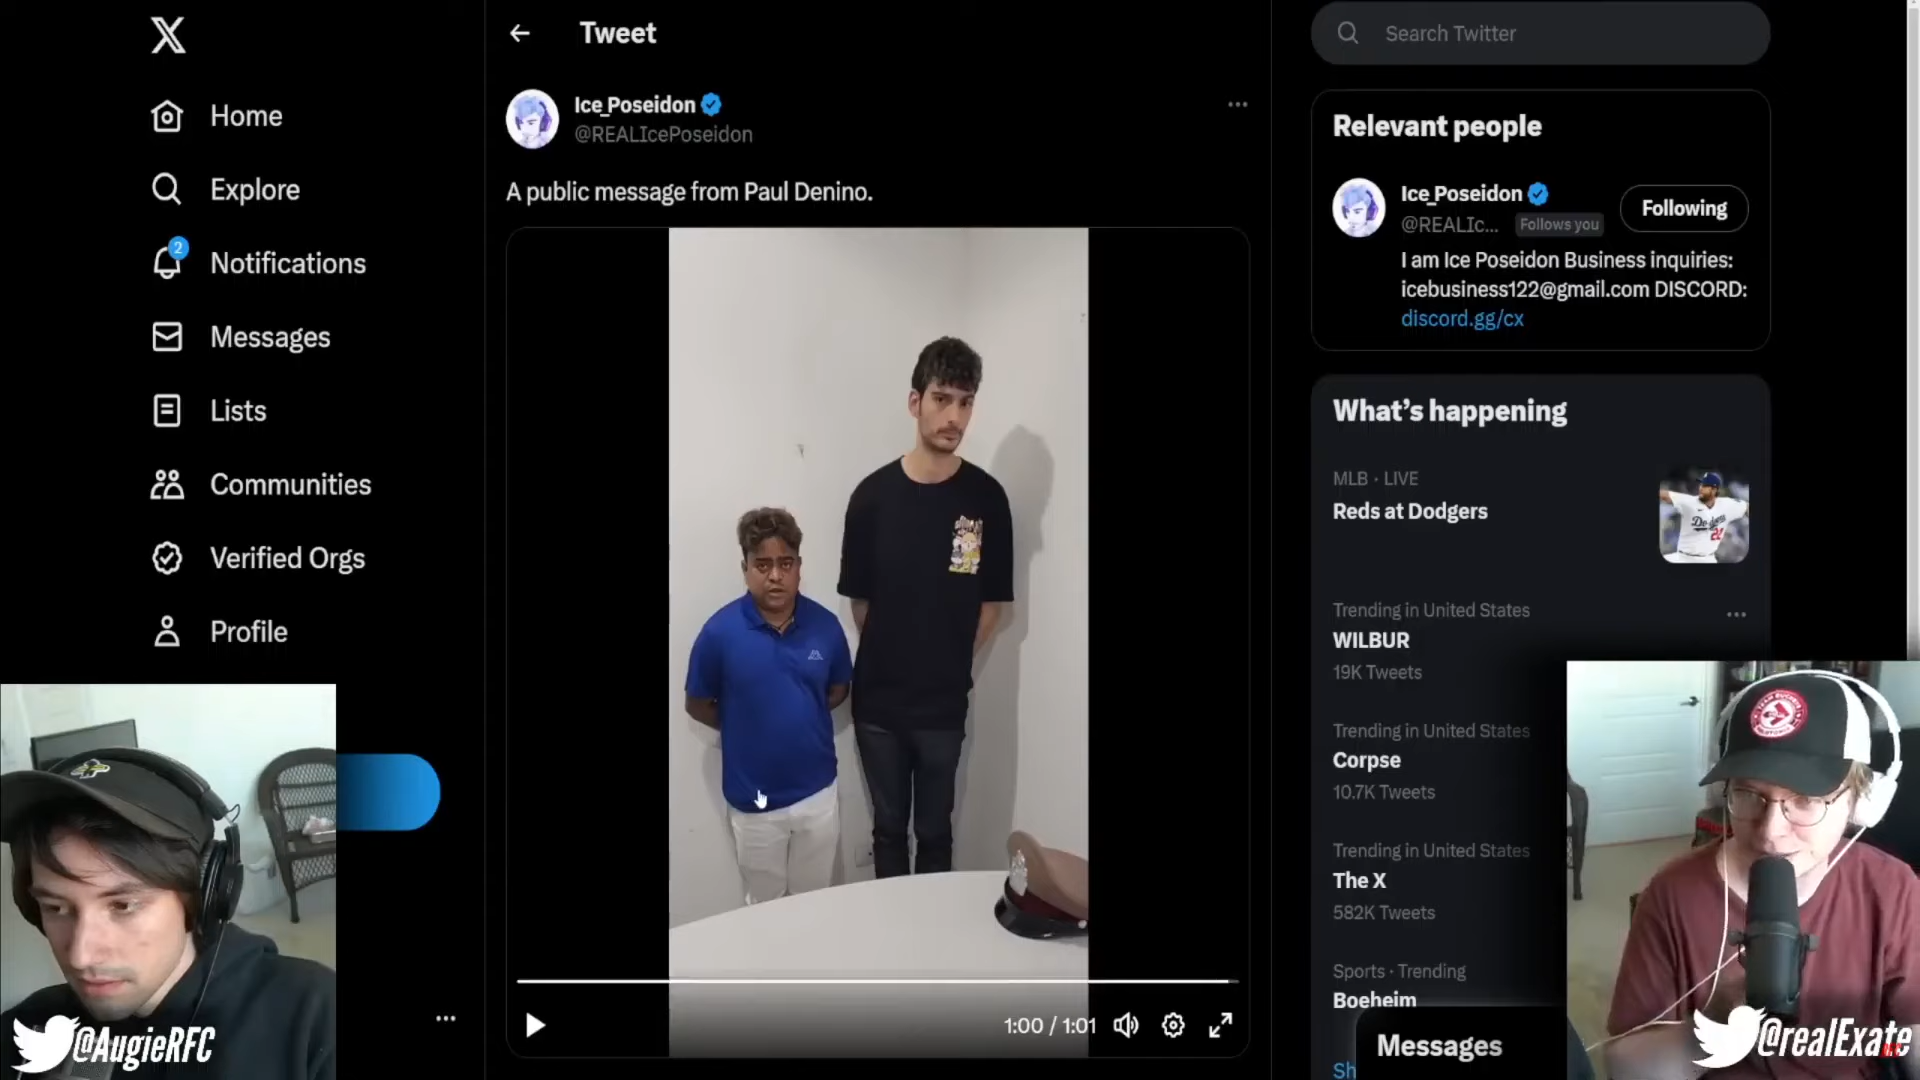 X
Home
Explore
2
Notifications
Messages
Lists
Communities
Verified Orgs
Profile
@AugieRFC
Tweet
Ice_Poseidon
@REALIcePoseidon
A public message from Paul Denino.
1:00 / 1:01
Search Twitter
Relevant people
Ice_Poseidon
@REALIc... Follows you
Following
I am Ice Poseidon Business inquiries:
icebusiness122@gmail.com DISCORD:
discord.gg/cx
What's happening
MLB · LIVE
Reds at Dodgers
Trending in United States
WILBUR
19K Tweets
Trending in United States
Corpse
10.7K Tweets
Trending in United States
The X
582K Tweets
Sports · Trending
Boeheim
Sh
Messages
@realExate